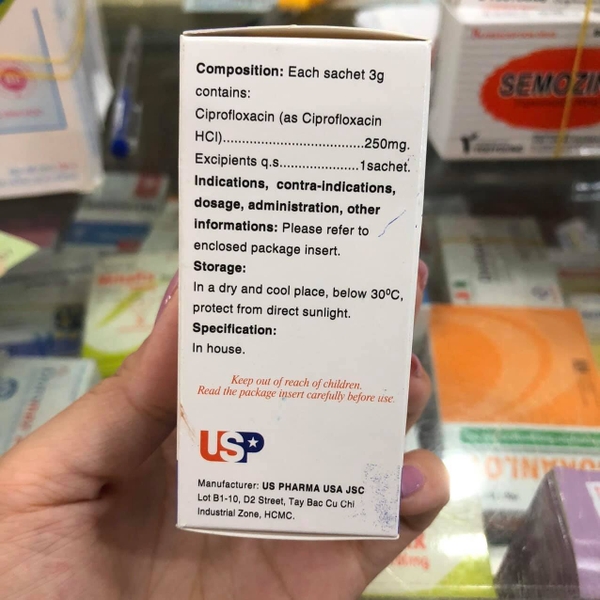 Composition: Each sachet 3g
contains:
Ciprofloxacin (as Ciprofloxacin
HCl)....................................250mg.
Excipients q.s....................1sachet.
Indications, contra-indications,
dosage, administration, other
informations: Please refer to
enclosed package insert.
Storage:
In a dry and cool place, below 30ºC,
protect from direct sunlight.
Specification:
In house.
Keep out of reach of children.
Read the package insert carefully before use.
USP
Manufacturer: US PHARMA USA JSC
Lot B1-10, D2 Street, Tay Bac Cu Chi
Industrial Zone, HCMC.